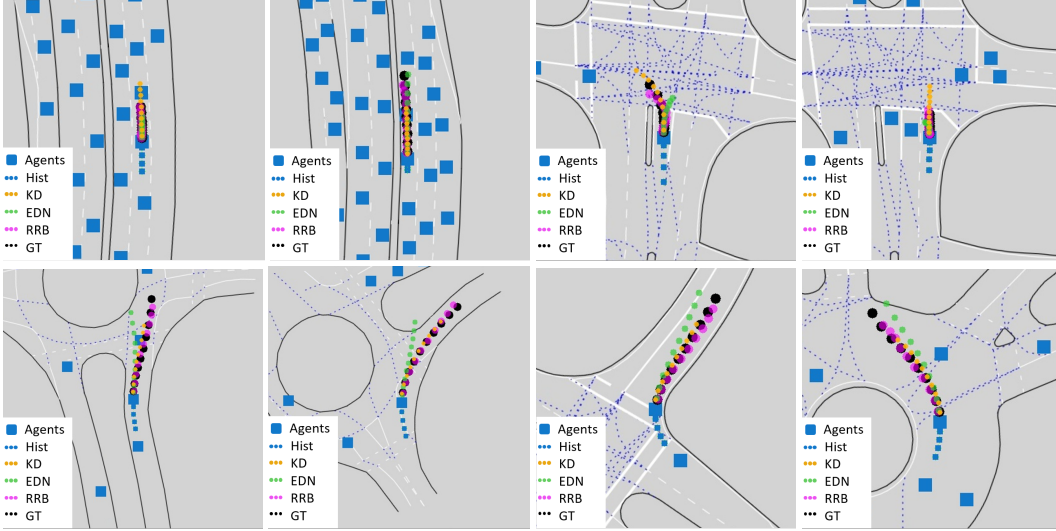 Agents
Hist
KD
EDN
RRB
GT
Agents
Hist
KD
EDN
RRB
GT
Agents
Hist
KD
EDN
RRB
GT
Agents
Hist
KD
EDN
RRB
GT
Agents
Hist
KD
EDN
RRB
GT
Agents
Hist
KD
EDN
RRB
GT
Agents
Hist
KD
EDN
RRB
GT
Agents
Hist
KD
EDN
RRB
GT